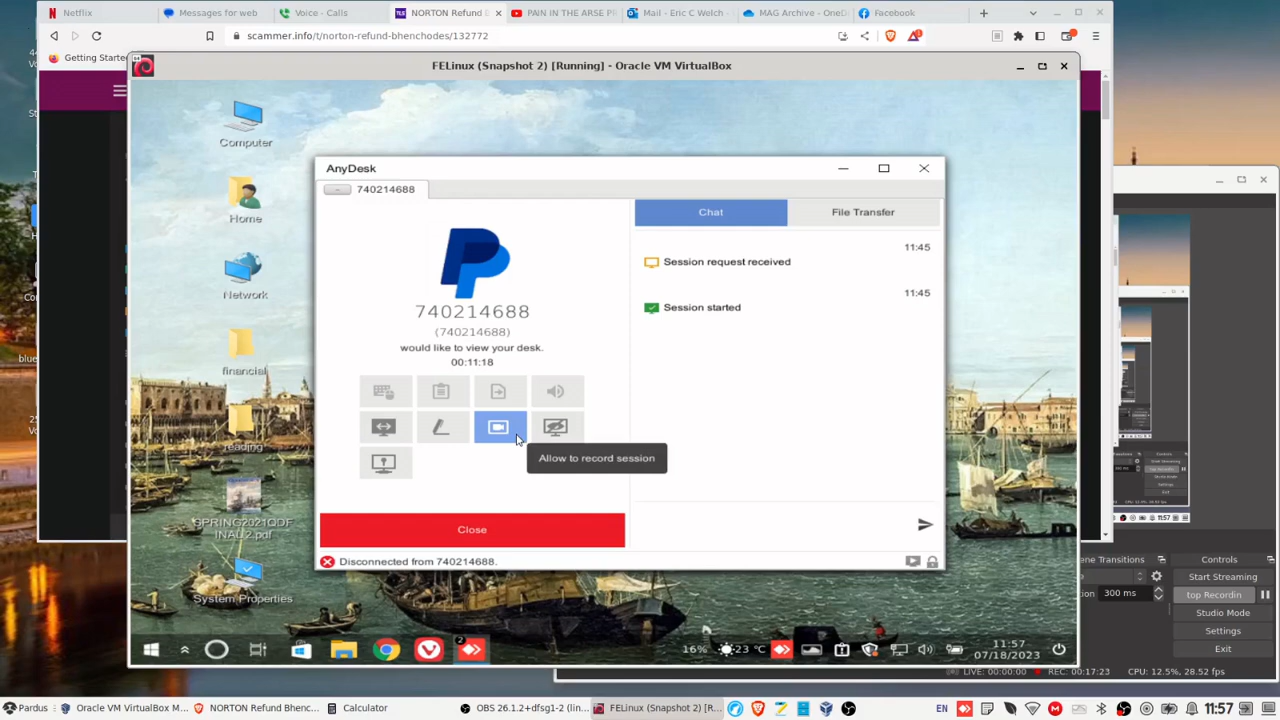 Netflix
Messages for web
Voice - Calls
NORTON Refund B
PAIN IN THE ARSE P
Mail - Eric C Welch -
MAG Archive - OneD
Facebook
scammer.info/t/norton-refund-bhenchodes/132772
Getting Starte
FELinux (Snapshot 2) [Running] - Oracle VM VirtualBox
Computer
Home
Network
financial
reading
SPRING2021QDF
INAL2.pdf
System Properties
AnyDesk
740214688
740214688
(740214688)
would like to view your desk.
00:11:18
Allow to record session
Close
Disconnected from 740214688.
Chat
File Transfer
11:45
Session request received
11:45
Session started
2
16%
23 °C
11:57
07/18/2023
ene Transitions
Controls
300 ms
Start Streaming
top Recordin
Studio Mode
Settings
Exit
LIVE: 00:00:00
REC: 00:17:23
CPU: 12.5%, 28.52 fps
Pardus
Oracle VM VirtualBox M...
NORTON Refund Bhenc...
Calculator
OBS 26.1.2+dfsg1-2 (lin...
FELinux (Snapshot 2) [R...
EN
11:57